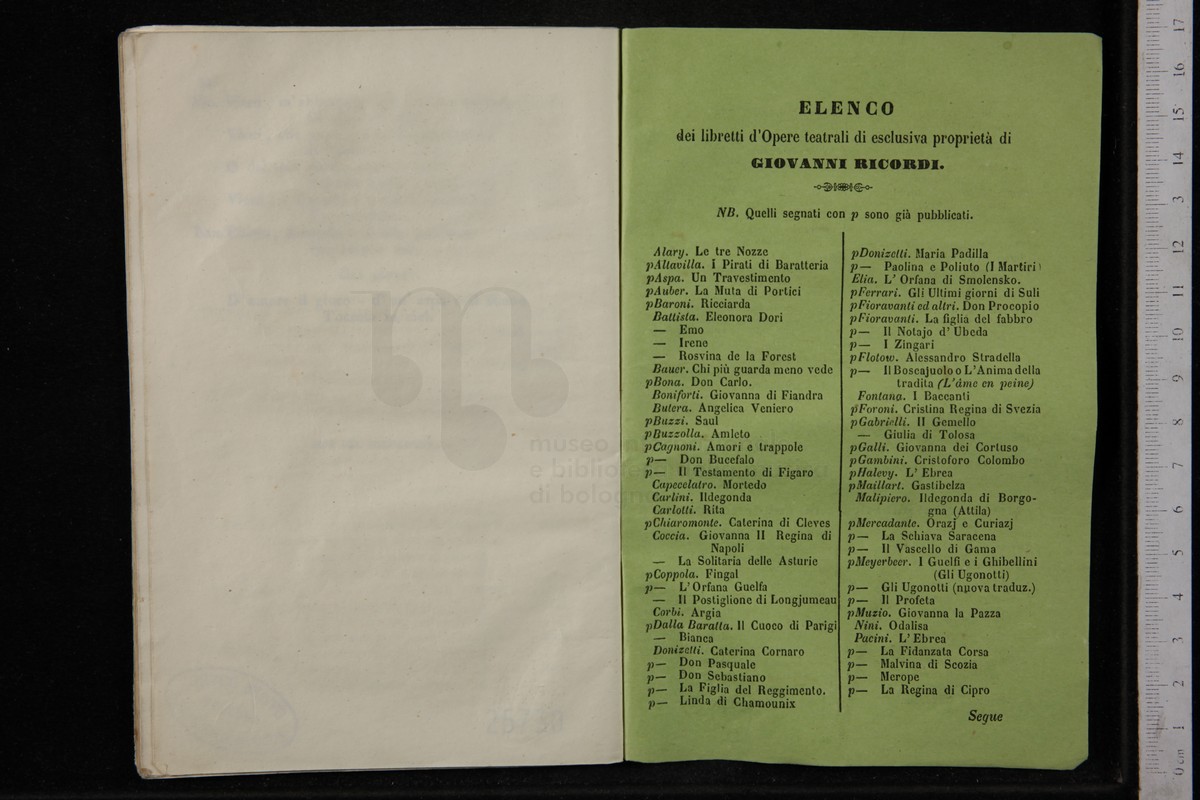 ELENCO
dei libretti d'Opere teatrali di esclusiva proprietà di
GIOVANNI RICORDI.
NB. Quelli segnati con p sono già pubblicati.
Alary. Le tre Nozze
pAltavilla. I Pirati di Baratteria
pAspa. Un Travestimento
pAuber. La Muta di Portici
pBaroni. Ricciarda
Battista. Eleonora Dori
— Emo
— Irene
— Rosvina de la Forest
Bauer. Chi più guarda meno vede
pBona. Don Carlo.
Boniforti. Giovanna di Fiandra
Butera. Angelica Veniero
pBuzzi. Saul
pBuzzolla. Amleto
pCagnoni. Amori e trappole
p— Don Bucefalo
p— Il Testamento di Figaro
Capecelatro. Mortedo
Carlini. Ildegonda
Carlotti. Rita
pChiaromonte. Caterina di Cleves
Coccia. Giovanna II Regina di
Napoli
— La Solitaria delle Asturie
pCoppola. Fingal
p— L'Orfana Guelfa
— Il Postiglione di Longjumeau
Corbi. Argia
pDalla Baratta. Il Cuoco di Parigi
— Bianca
Donizetti. Caterina Cornaro
p— Don Pasquale
p— Don Sebastiano
p— La Figlia del Reggimento.
p— Linda di Chamounix
pDonizetti. Maria Padilla
p— Paolina e Poliuto (I Martiri)
Elia. L' Orfana di Smolensko.
pFerrari. Gli Ultimi giorni di Suli
pFioravanti ed altri. Don Procopio
pFioravanti. La figlia del fabbro
p— Il Notajo d' Ubeda
p— I Zingari
pFlotow. Alessandro Stradella
p— Il Boscajuolo o L'Anima della
tradita (L'âme en peine)
Fontana. I Baccanti
pForoni. Cristina Regina di Svezia
pGabrielli. Il Gemello
— Giulia di Tolosa
pGalli. Giovanna dei Cortuso
pGambini. Cristoforo Colombo
pHalevy. L' Ebrea
pMaillart. Gastibelza
Malipiero. Ildegonda di Borgo-
gna (Attila)
pMercadante. Orazj e Curiazj
p— La Schiava Saracena
p— Il Vascello di Gama
pMeyerbeer. I Guelfi e i Ghibellini
(Gli Ugonotti)
p— Gli Ugonotti (nuova traduz.)
p— Il Profeta
pMuzio. Giovanna la Pazza
Nini. Odalisa
Pacini. L' Ebrea
p— La Fidanzata Corsa
p— Malvina di Scozia
p— Merope
p— La Regina di Cipro
Segue